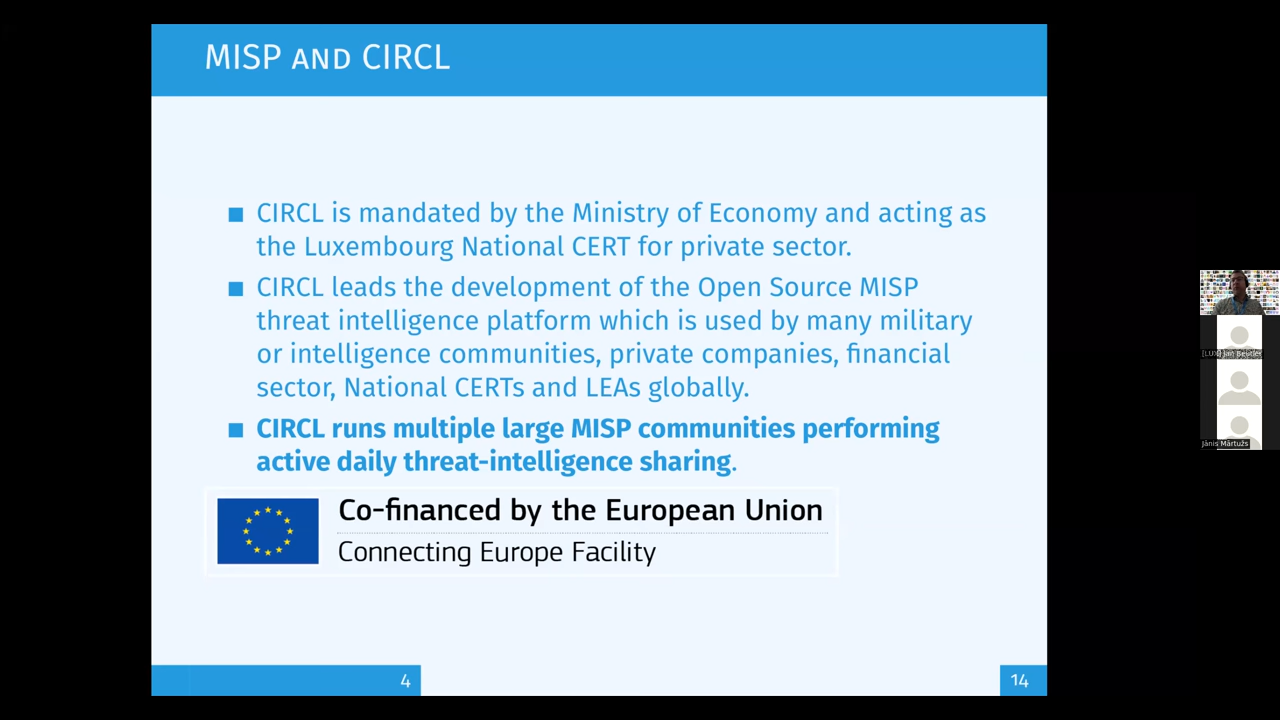 MISP AND CIRCL
■ CIRCL is mandated by the Ministry of Economy and acting as
the Luxembourg National CERT for private sector.
■ CIRCL leads the development of the Open Source MISP
threat intelligence platform which is used by many military
or intelligence communities, private companies, financial
sector, National CERTs and LEAs globally.
■ CIRCL runs multiple large MISP communities performing
active daily threat-intelligence sharing.
Co-financed by the European Union
Connecting Europe Facility
4
14
Jānis Mārtužs